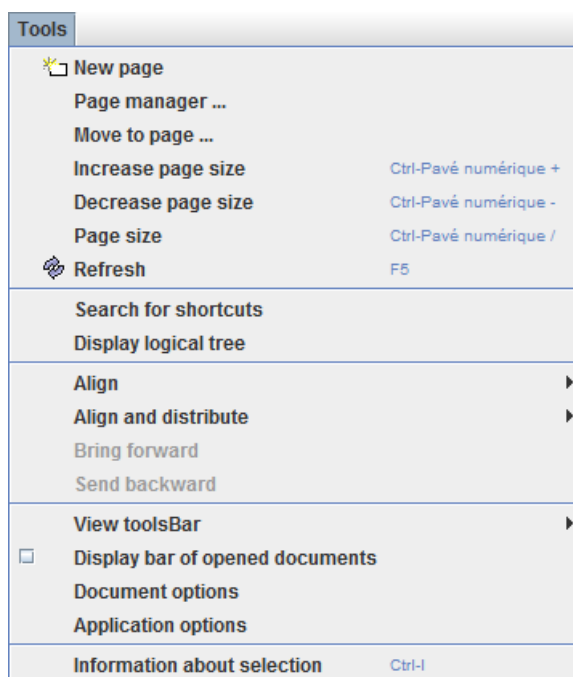 Tools
New page
Page manager ...
Move to page ...
Increase page size Ctrl-Pavé numérique +
Decrease page size Ctrl-Pavé numérique -
Page size Ctrl-Pavé numérique /
Refresh F5
Search for shortcuts
Display logical tree
Align
Align and distribute
Bring forward
Send backward
View toolsBar
Display bar of opened documents
Document options
Application options
Information about selection Ctrl-I